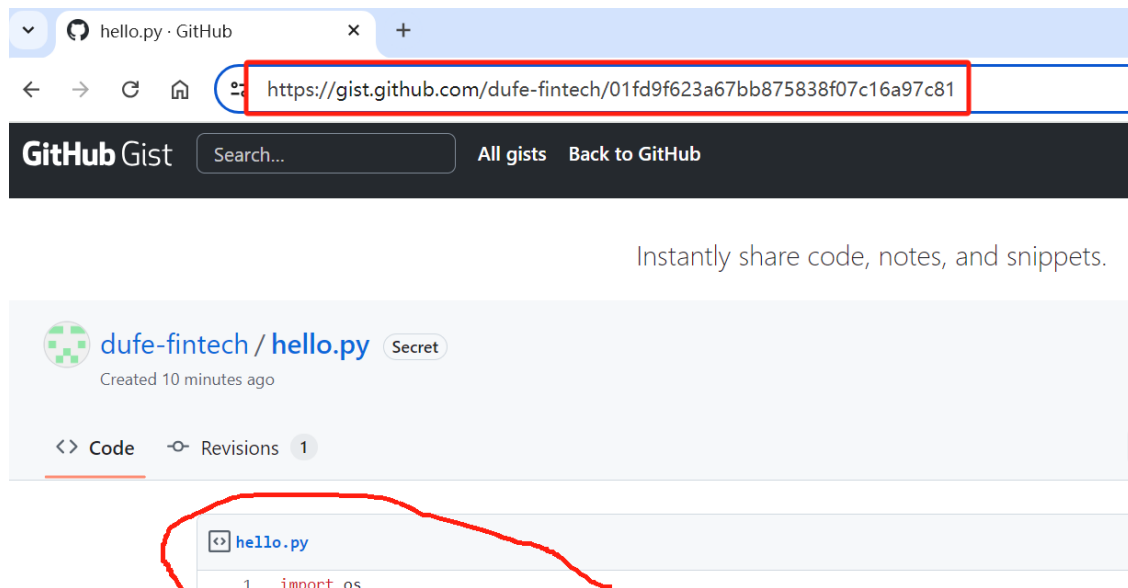 hello.py · GitHub
https://gist.github.com/dufe-fintech/01fd9f623a67bb875838f07c16a97c81
GitHub Gist Search... All gists Back to GitHub
Instantly share code, notes, and snippets.
dufe-fintech / hello.py Secret
Created 10 minutes ago
<> Code Revisions 1
hello.py
1 import os